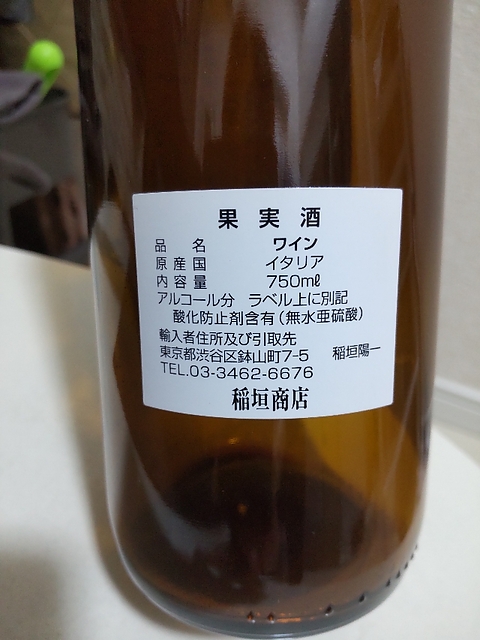 果実酒
品名 ワイン
原産国 イタリア
内容量 750mℓ
アルコール分 ラベル上に別記
酸化防止剤含有(無水亜硫酸)
輸入者住所及び引取先
東京都渋谷区鉢山町7-5 稲垣陽一
TEL.03-3462-6676
稲垣商店